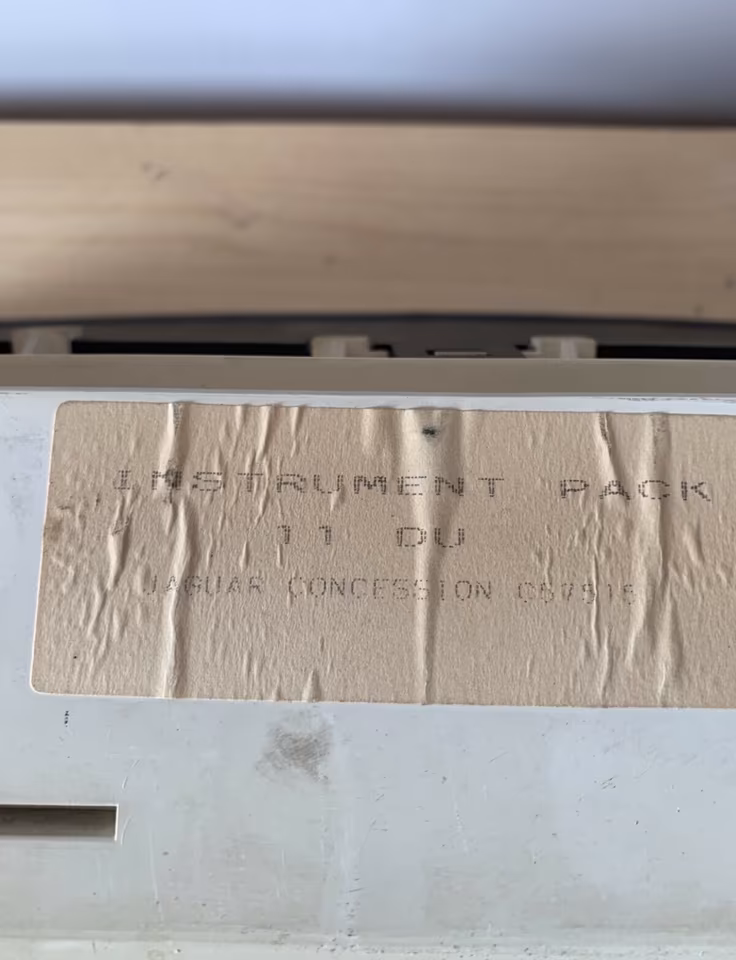 INSTRUMENT PACK
11 DU
JAGUAR CONCESSION